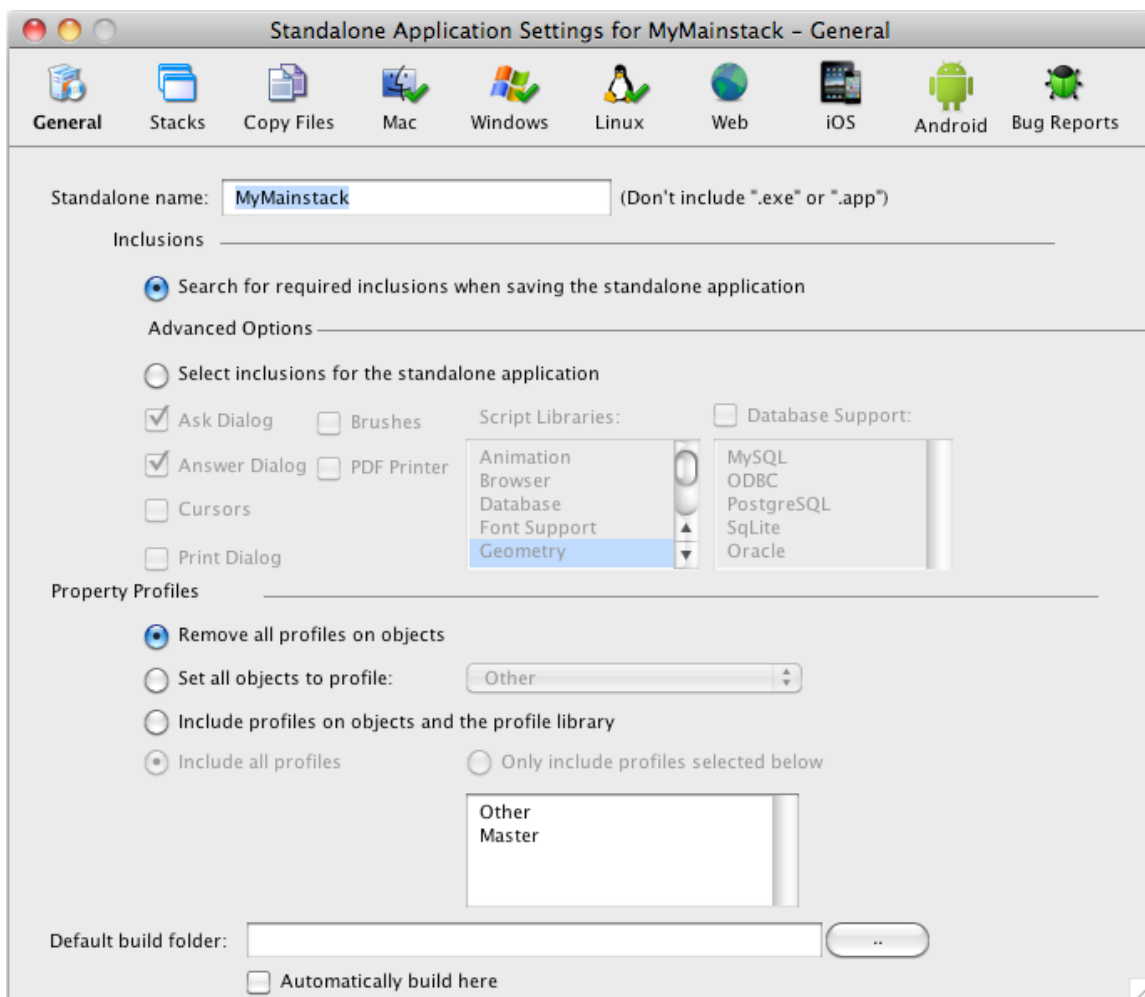 Standalone Application Settings for MyMainstack – General
General Stacks Copy Files Mac Windows Linux Web iOS Android Bug Reports
Standalone name: MyMainstack (Don't include ".exe" or ".app")
Inclusions
Search for required inclusions when saving the standalone application
Advanced Options
Select inclusions for the standalone application
Ask Dialog Brushes Script Libraries: Database Support:
Answer Dialog PDF Printer Animation MySQL
Browser ODBC
Cursors Database PostgreSQL
Font Support SqLite
Print Dialog Geometry Oracle
Property Profiles
Remove all profiles on objects
Set all objects to profile: Other
Include profiles on objects and the profile library
Include all profiles Only include profiles selected below
Other
Master
Default build folder: ..
Automatically build here